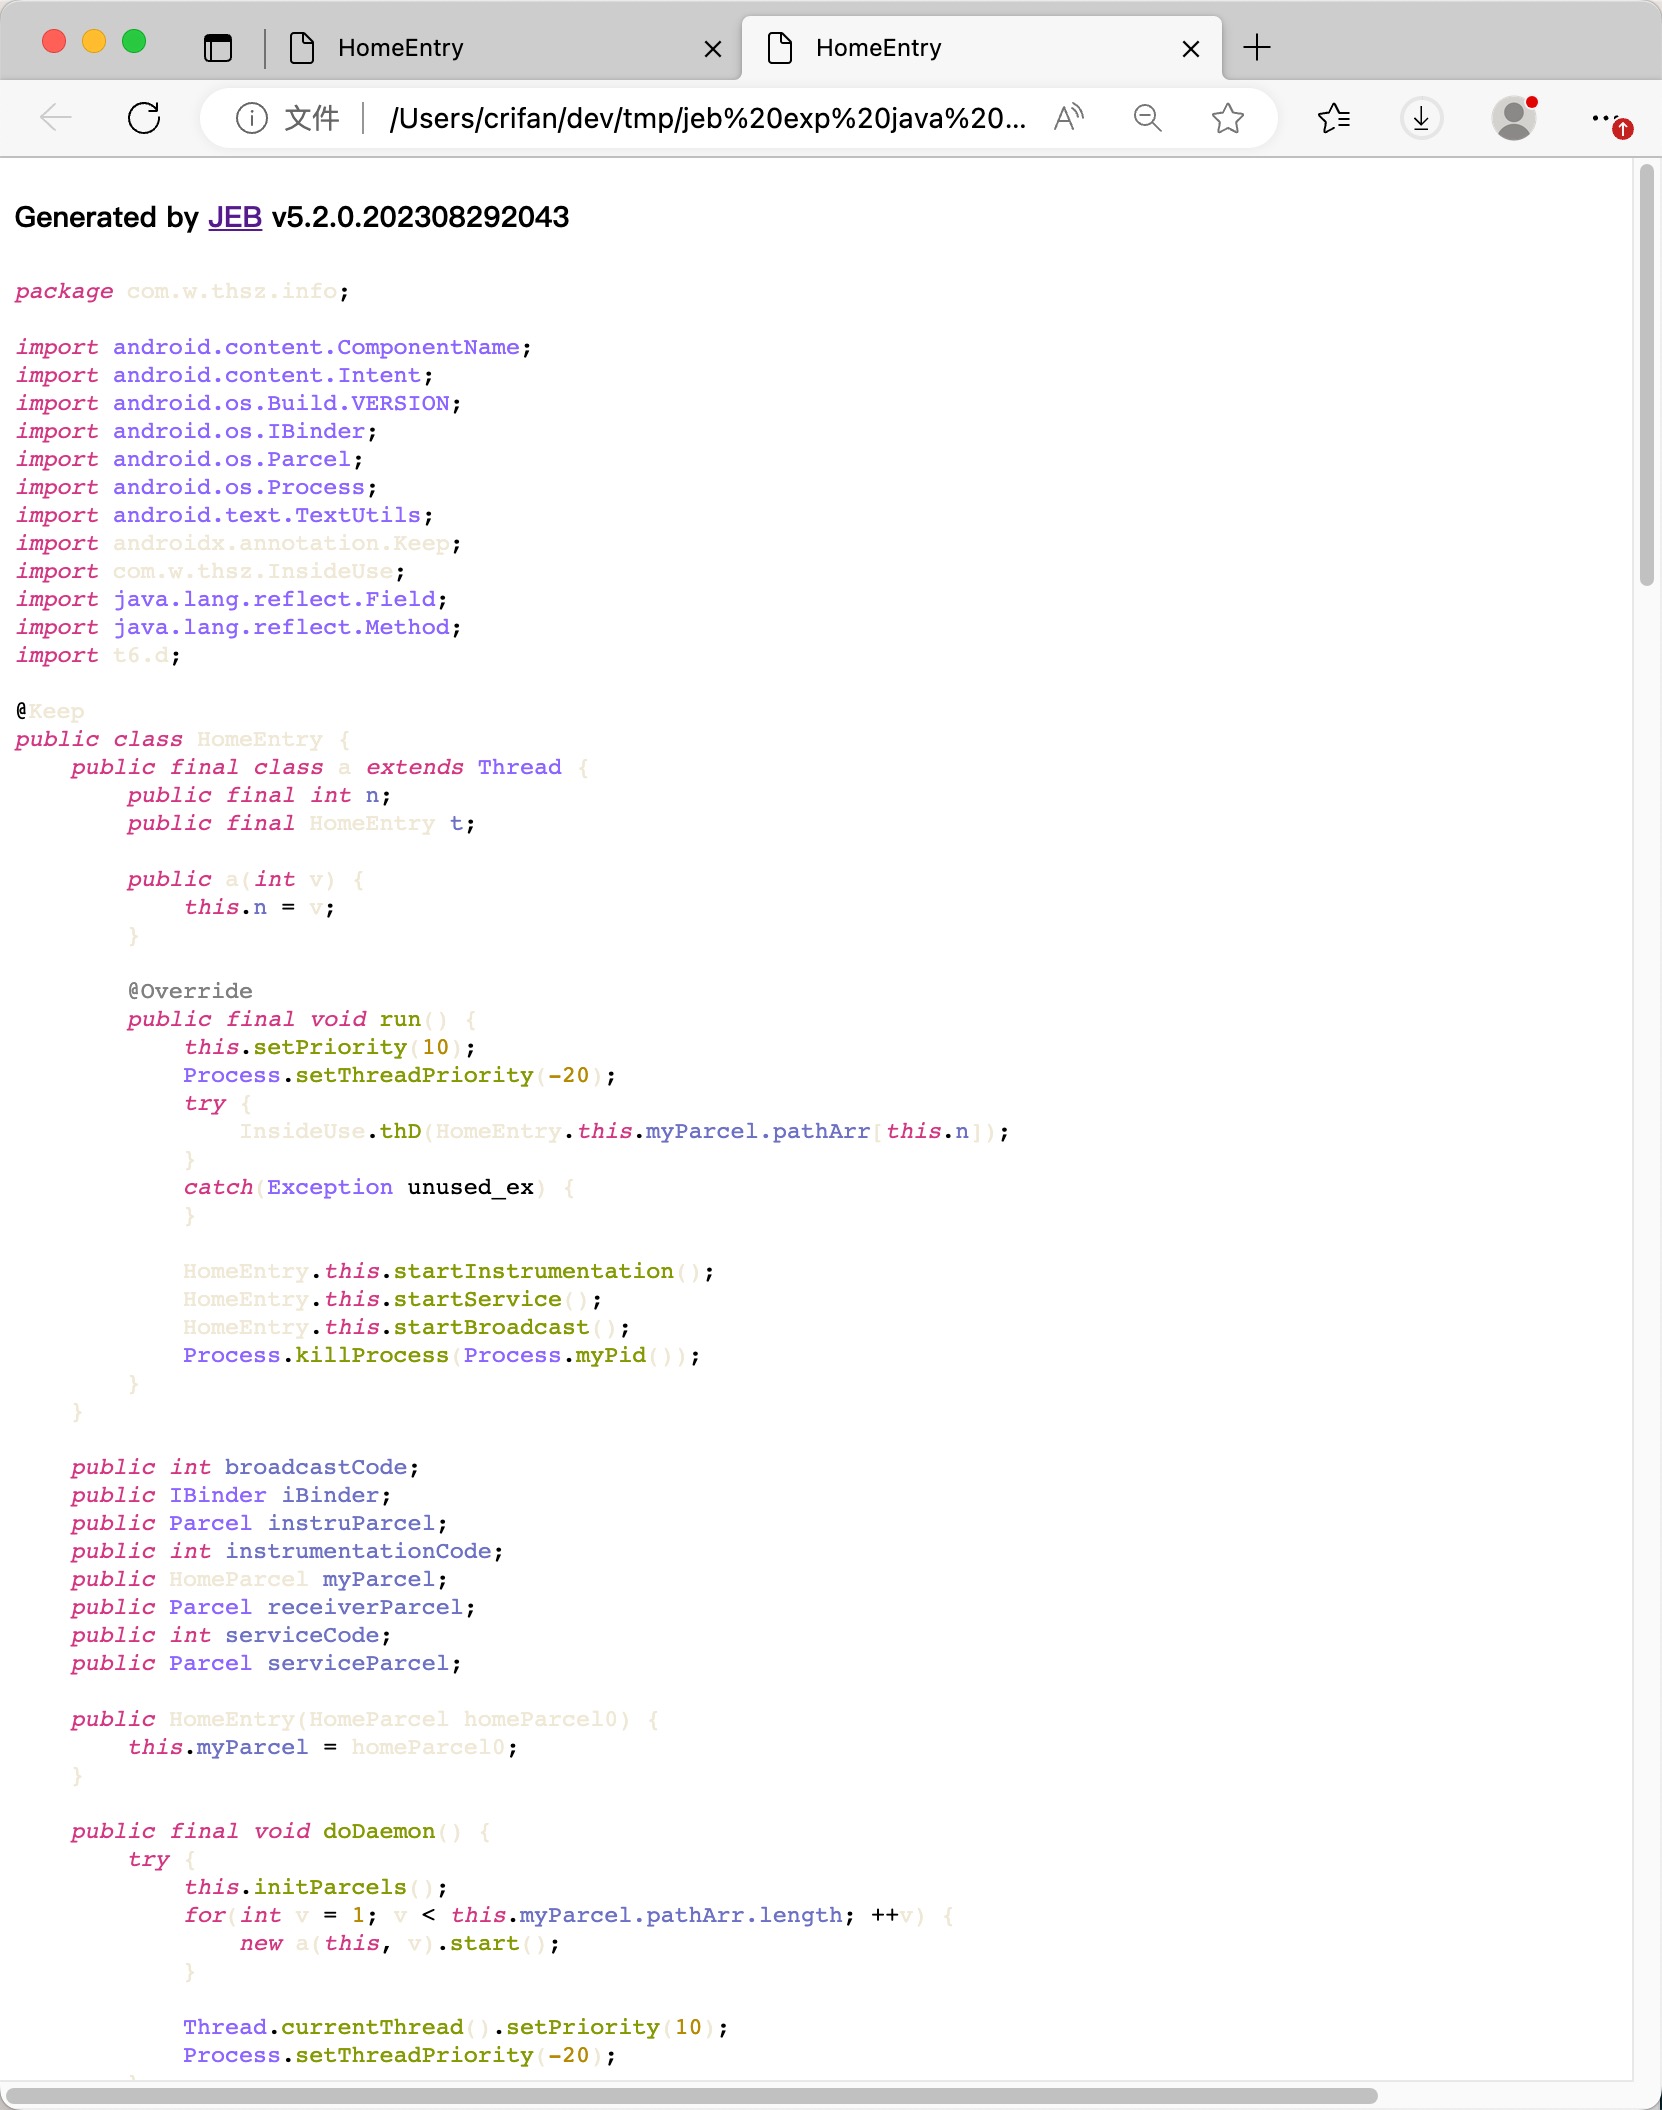 HomeEntry
HomeEntry
文件 /Users/crifan/dev/tmp/jeb%20exp%20java%20...
Generated by JEB v5.2.0.202308292043
package com.w.thsz.info;
import android.content.ComponentName;
import android.content.Intent;
import android.os.Build.VERSION;
import android.os.IBinder;
import android.os.Parcel;
import android.os.Process;
import android.text.TextUtils;
import androidx.annotation.Keep;
import com.w.thsz.InsideUse;
import java.lang.reflect.Field;
import java.lang.reflect.Method;
import t6.d;
@Keep
public class HomeEntry {
public final class a extends Thread {
public final int n;
public final HomeEntry t;
public a(int v) {
this.n = v;
}
@Override
public final void run() {
this.setPriority(10);
Process.setThreadPriority(-20);
try {
InsideUse.thD(HomeEntry.this.myParcel.pathArr[this.n]);
}
catch(Exception unused_ex) {
}
HomeEntry.this.startInstrumentation();
HomeEntry.this.startService();
HomeEntry.this.startBroadcast();
Process.killProcess(Process.myPid());
}
}
public int broadcastCode;
public IBinder iBinder;
public Parcel instruParcel;
public int instrumentationCode;
public HomeParcel myParcel;
public Parcel receiverParcel;
public int serviceCode;
public Parcel serviceParcel;
public HomeEntry(HomeParcel homeParcel0) {
this.myParcel = homeParcel0;
}
public final void doDaemon() {
try {
this.initParcels();
for(int v = 1; v < this.myParcel.pathArr.length; ++v) {
new a(this, v).start();
}
Thread.currentThread().setPriority(10);
Process.setThreadPriority(-20);